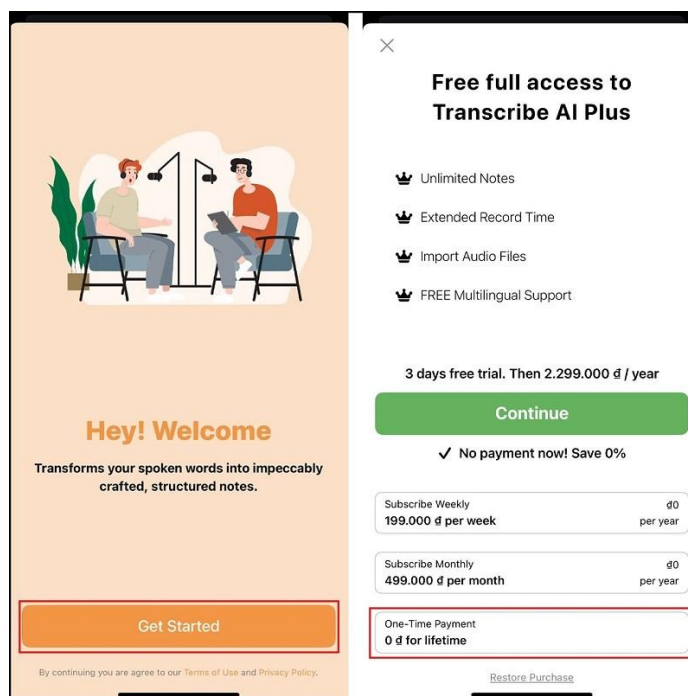 Hey! Welcome
Transforms your spoken words into impeccably
crafted, structured notes.
Get Started
By continuing you are agree to our Terms of Use and Privacy Policy.
Free full access to
Transcribe AI Plus
Unlimited Notes
Extended Record Time
Import Audio Files
FREE Multilingual Support
3 days free trial. Then 2.299.000 ₫ / year
Continue
✓ No payment now! Save 0%
Subscribe Weekly ₫0
199.000 ₫ per week per year
Subscribe Monthly ₫0
499.000 ₫ per month per year
One-Time Payment
0 ₫ for lifetime
Restore Purchase